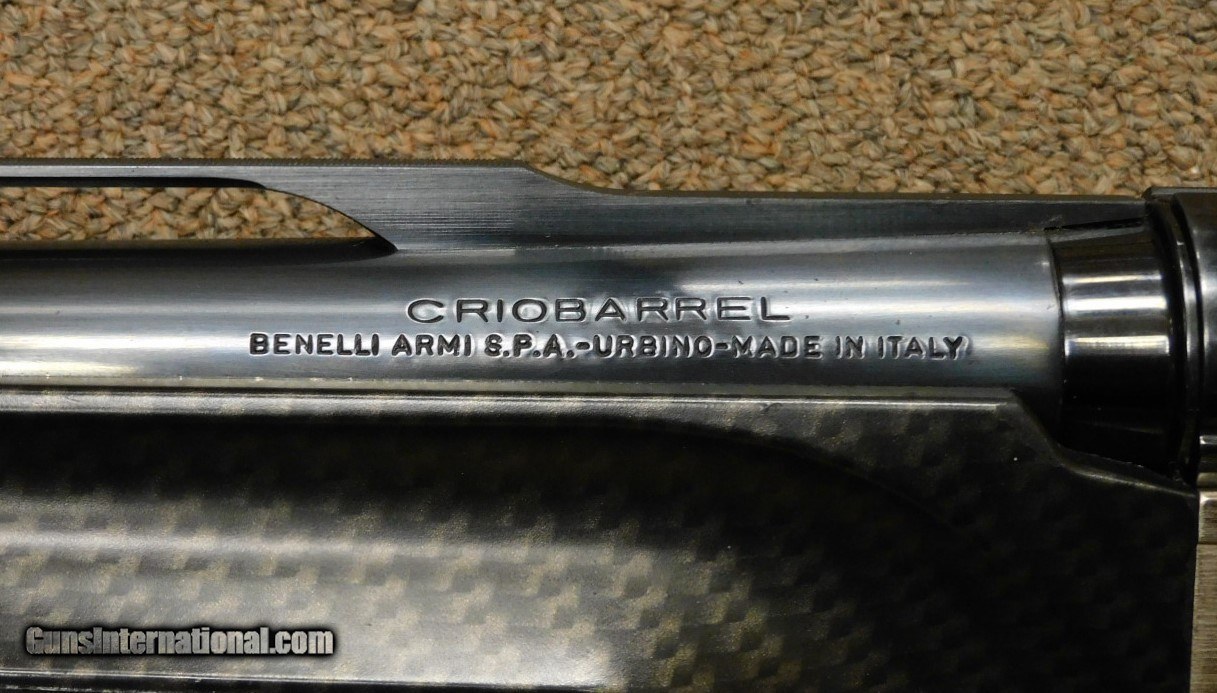 CRIOBARREL
BENELLI ARMI S.P.A.-URBINO-MADE IN ITALY
GunsInternational.com